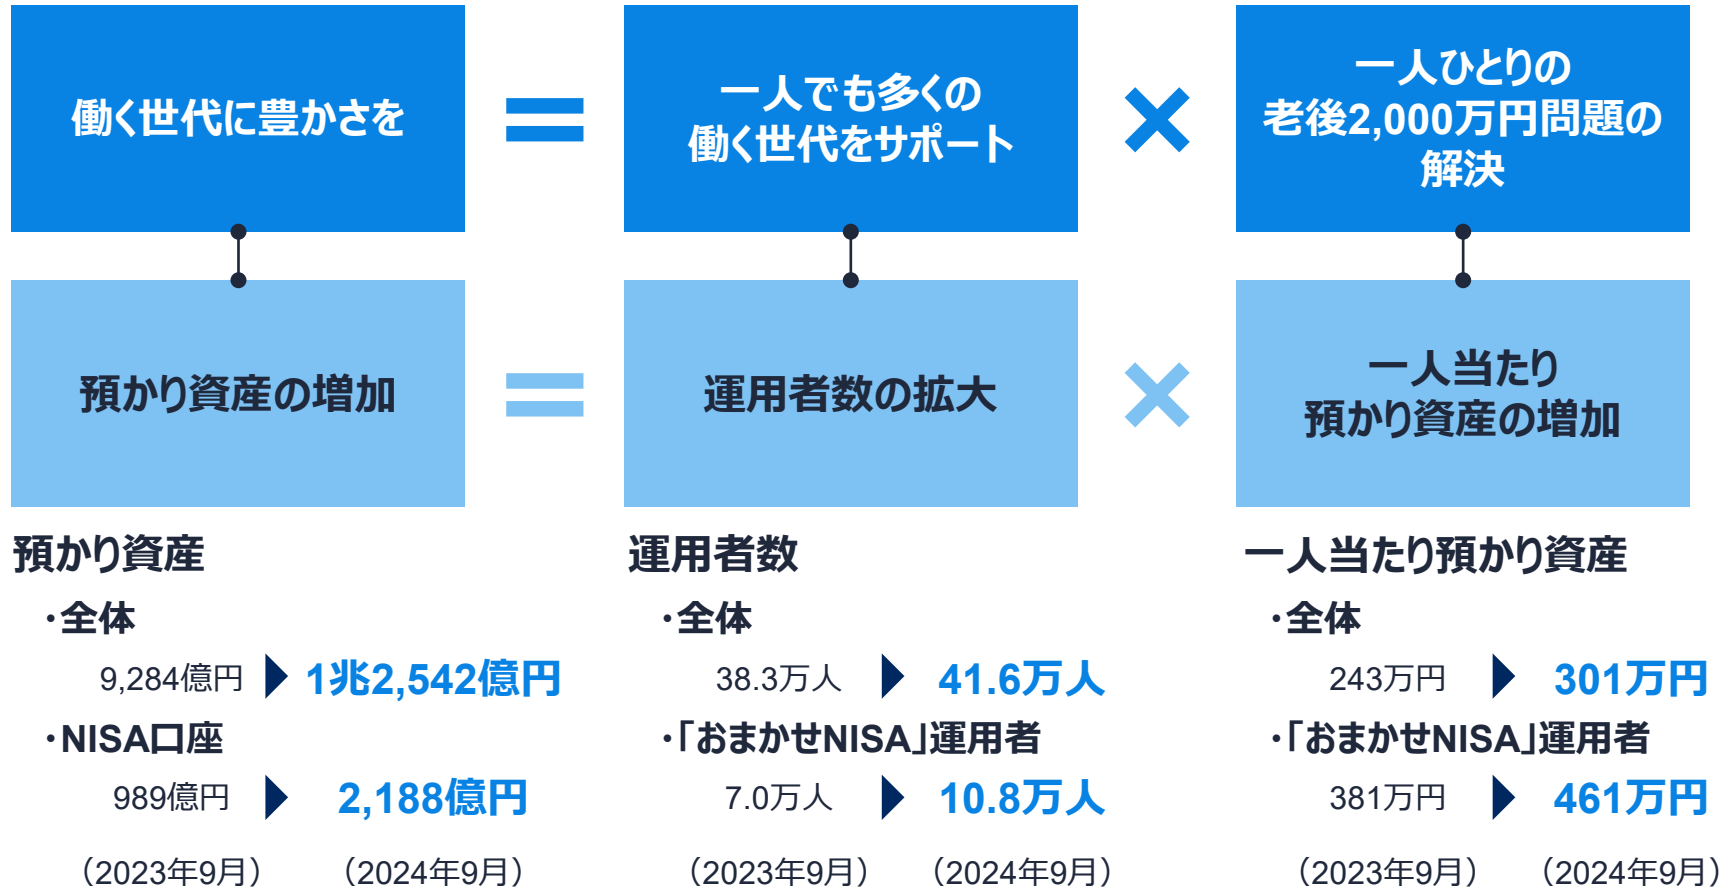 働く世代に豊かさを
=
一人でも多くの
働く世代をサポート
×
一人ひとりの
老後2,000万円問題の
解決
預かり資産の増加
=
運用者数の拡大
×
一人当たり
預かり資産の増加
預かり資産
・全体
9,284億円 ▶ 1兆2,542億円
・NISA口座
989億円 ▶ 2,188億円
（2023年9月） （2024年9月）
運用者数
・全体
38.3万人 ▶ 41.6万人
・「おまかせNISA」運用者
7.0万人 ▶ 10.8万人
（2023年9月） （2024年9月）
一人当たり預かり資産
・全体
243万円 ▶ 301万円
・「おまかせNISA」運用者
381万円 ▶ 461万円
（2023年9月） （2024年9月）